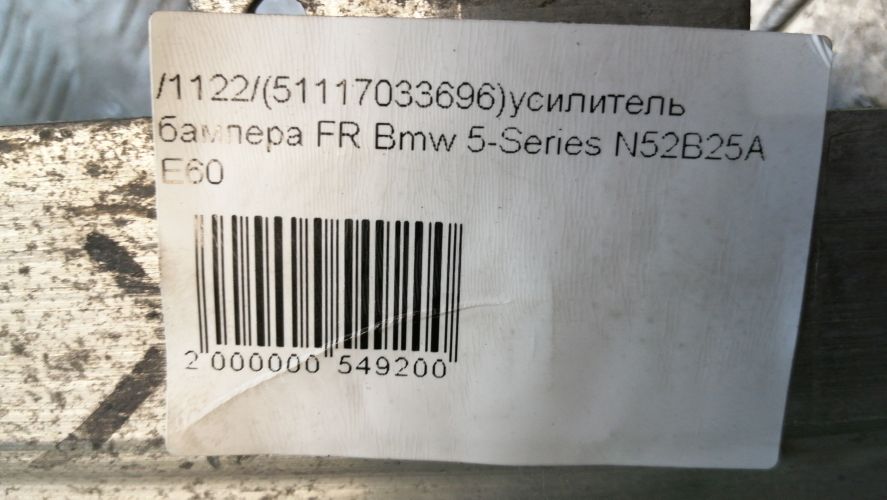 /1122/(51117033696)усилитель
бампера FR Bmw 5-Series N52B25A
E60
2 000000 549200